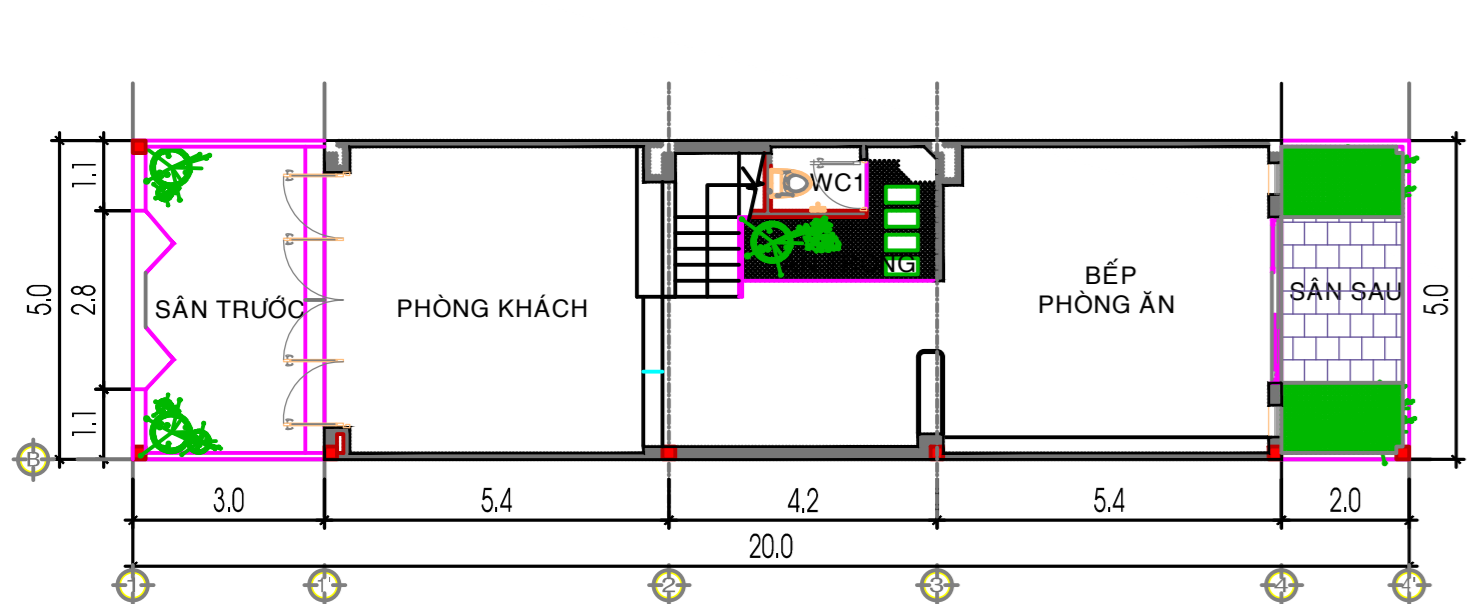 1.1
2.8
1.1
5.0
SÂN TRƯỚC
PHÒNG KHÁCH
WC1
NG
BẾP
PHÒNG ĂN
SÂN SAU
5.0
B
3.0
5.4
4.2
5.4
2.0
20.0
1
1'
2
3
4
4'